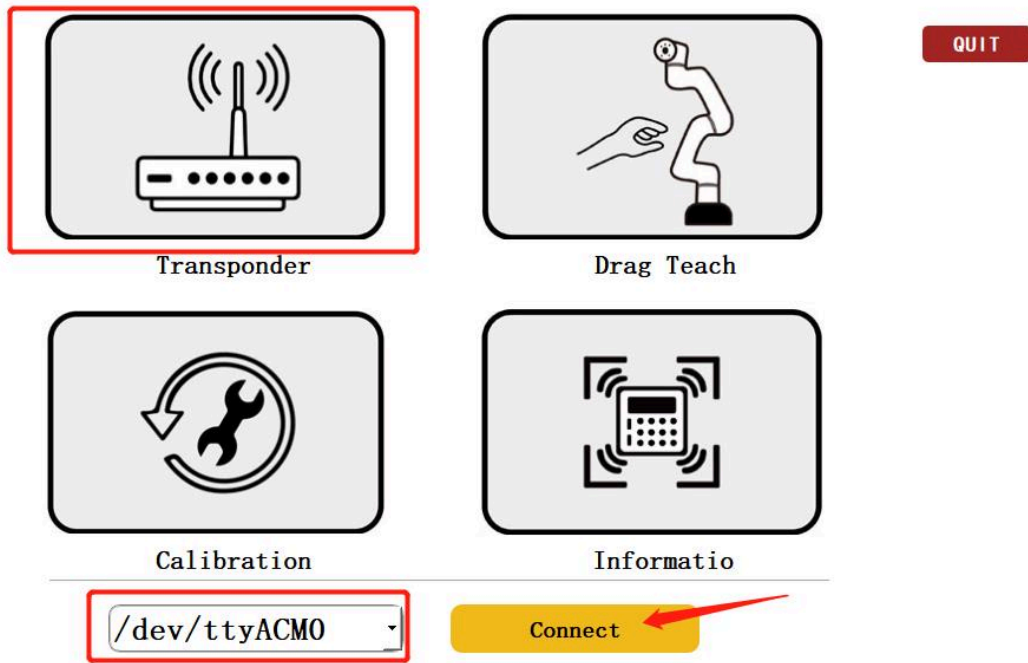 QUIT
Transponder
Drag Teach
Calibration
Informatio
/dev/ttyACM0
Connect